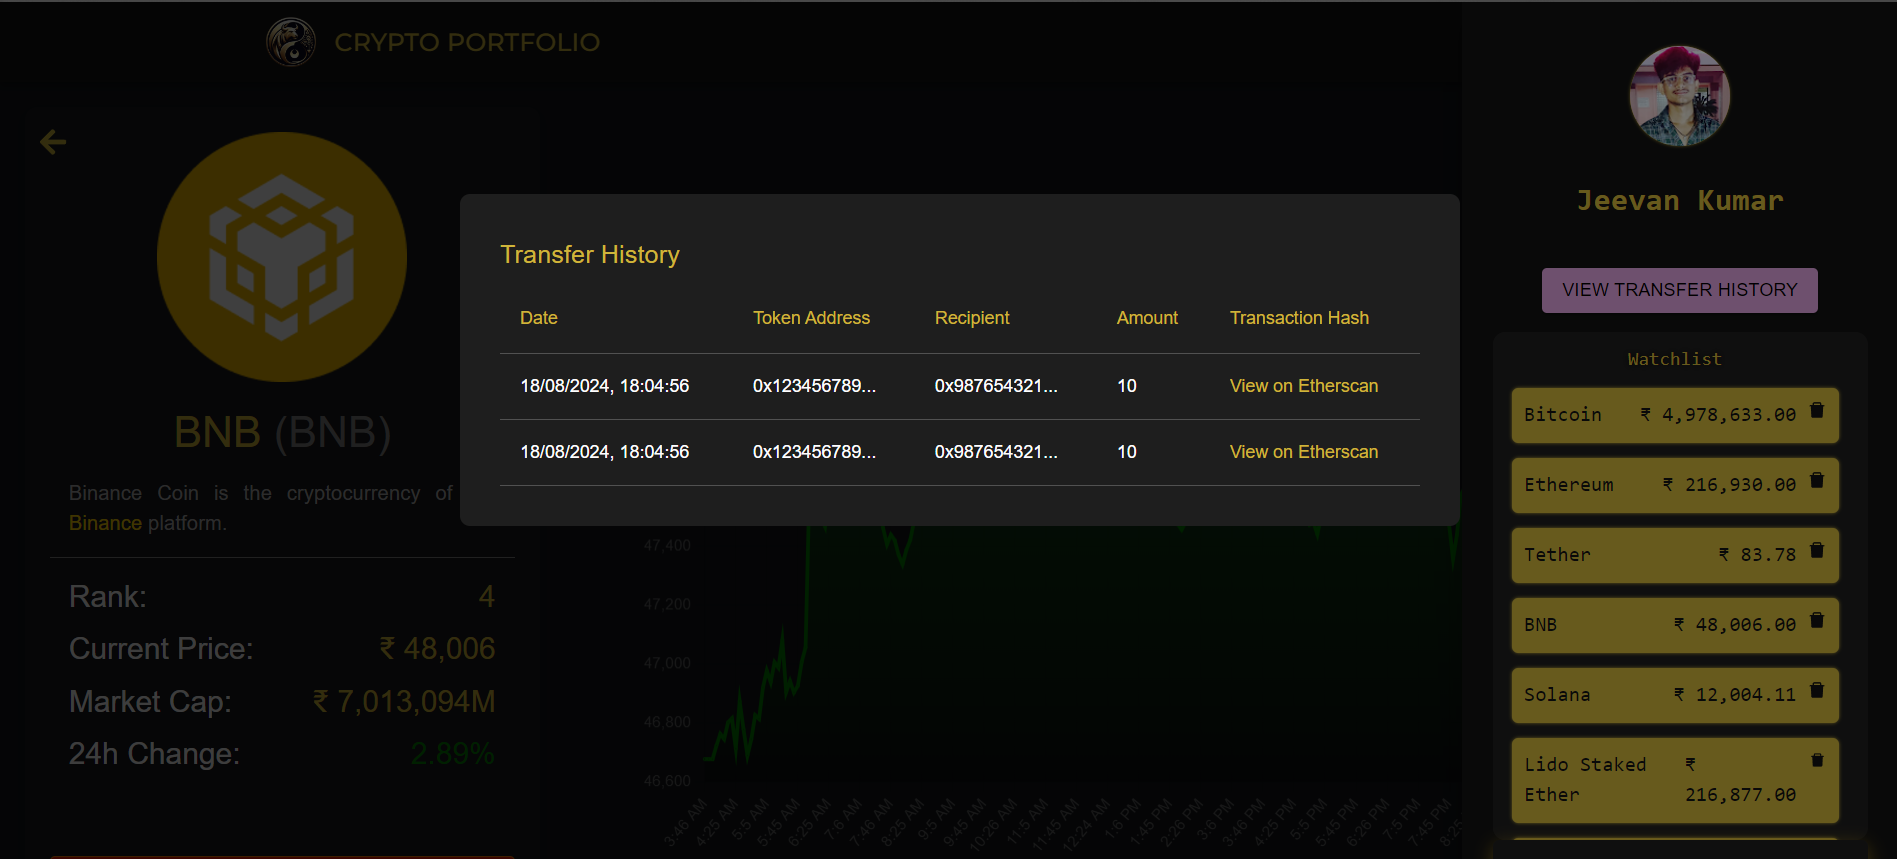 CRYPTO PORTFOLIO
BNB (BNB)
Binance Coin is the cryptocurrency of
Binance platform.
Rank: 4
Current Price: ₹ 48,006
Market Cap: ₹ 7,013,094M
24h Change: 2.89%
Transfer History
Date Token Address Recipient Amount Transaction Hash
18/08/2024, 18:04:56 0x123456789... 0x987654321... 10 View on Etherscan
18/08/2024, 18:04:56 0x123456789... 0x987654321... 10 View on Etherscan
47,400
47,200
47,000
46,800
46,600
3:46 AM 4:25 AM 5:5 AM 5:45 AM 6:25 AM 7:6 AM 7:46 AM 8:25 AM 9:5 AM 9:45 AM 10:26 AM 11:5 AM 11:45 AM 12:24 AM 1:6 PM 1:45 PM 2:26 PM 3:6 PM 3:46 PM 4:25 PM 5:5 PM 5:45 PM 6:26 PM 7:5 PM 7:45 PM 8:25
Jeevan Kumar
VIEW TRANSFER HISTORY
Watchlist
Bitcoin ₹ 4,978,633.00
Ethereum ₹ 216,930.00
Tether ₹ 83.78
BNB ₹ 48,006.00
Solana ₹ 12,004.11
Lido Staked ₹
Ether 216,877.00